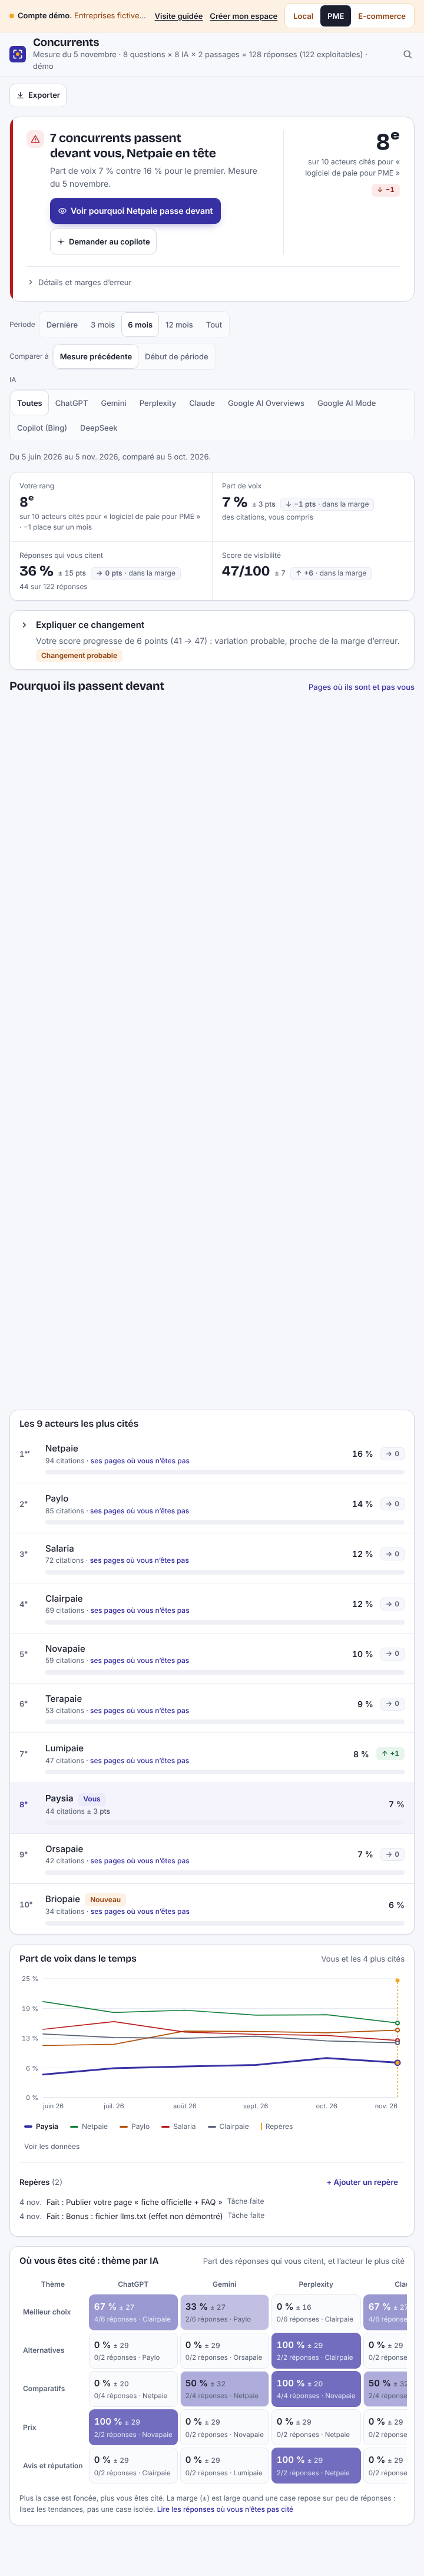 Compte démo. Entreprises fictive... Visite guidée Créer mon espace Local PME E-commerce
Concurrents
Mesure du 5 novembre · 8 questions × 8 IA × 2 passages = 128 réponses (122 exploitables) ·
démo
Exporter
7 concurrents passent
devant vous, Netpaie en tête
Part de voix 7 % contre 16 % pour le premier. Mesure
du 5 novembre.
Voir pourquoi Netpaie passe devant
Demander au copilote
8e
sur 10 acteurs cités pour «
logiciel de paie pour PME »
↓ −1
Détails et marges d'erreur
Période Dernière 3 mois 6 mois 12 mois Tout
Comparer à Mesure précédente Début de période
IA
Toutes ChatGPT Gemini Perplexity Claude Google AI Overviews Google AI Mode
Copilot (Bing) DeepSeek
Du 5 juin 2026 au 5 nov. 2026, comparé au 5 oct. 2026.
Votre rang
8e
sur 10 acteurs cités pour « logiciel de paie pour PME »
· −1 place sur un mois
Part de voix
7 % ± 3 pts ↓ −1 pts · dans la marge
des citations, vous compris
Réponses qui vous citent
36 % ± 15 pts → 0 pts · dans la marge
44 sur 122 réponses
Score de visibilité
47/100 ± 7 ↑ +6 · dans la marge
Expliquer ce changement
Votre score progresse de 6 points (41 → 47) : variation probable, proche de la marge d'erreur.
Changement probable
Pourquoi ils passent devant Pages où ils sont et pas vous
Les 9 acteurs les plus cités
1er Netpaie 16 % → 0
94 citations · ses pages où vous n'êtes pas
2e Paylo 14 % → 0
85 citations · ses pages où vous n'êtes pas
3e Salaria 12 % → 0
72 citations · ses pages où vous n'êtes pas
4e Clairpaie 12 % → 0
69 citations · ses pages où vous n'êtes pas
5e Novapaie 10 % → 0
59 citations · ses pages où vous n'êtes pas
6e Terapaie 9 % → 0
53 citations · ses pages où vous n'êtes pas
7e Lumipaie 8 % ↑ +1
47 citations · ses pages où vous n'êtes pas
8e Paysia Vous 7 %
44 citations ± 3 pts
9e Orsapaie 7 % → 0
42 citations · ses pages où vous n'êtes pas
10e Briopaie Nouveau 6 %
34 citations · ses pages où vous n'êtes pas
Part de voix dans le temps Vous et les 4 plus cités
25 %
19 %
13 %
6 %
0 %
juin 26 juil. 26 août 26 sept. 26 oct. 26 nov. 26
Paysia Netpaie Paylo Salaria Clairpaie Repères
Voir les données
Repères (2) + Ajouter un repère
4 nov. Fait : Publier votre page « fiche officielle + FAQ » Tâche faite
4 nov. Fait : Bonus : fichier llms.txt (effet non démontré) Tâche faite
Où vous êtes cité : thème par IA Part des réponses qui vous citent, et l'acteur le plus cité
Thème ChatGPT Gemini Perplexity Clau
Meilleur choix 67 % ± 27 33 % ± 27 0 % ± 16 67 % ± 27
4/6 réponses · Clairpaie 2/6 réponses · Paylo 0/6 réponses · Clairpaie 4/6 réponses
Alternatives 0 % ± 29 0 % ± 29 100 % ± 29 0 % ± 29
0/2 réponses · Paylo 0/2 réponses · Orsapaie 2/2 réponses · Clairpaie 0/2 réponses
Comparatifs 0 % ± 20 50 % ± 32 100 % ± 20 50 % ± 32
0/4 réponses · Netpaie 2/4 réponses · Netpaie 4/4 réponses · Novapaie 2/4 réponses
Prix 100 % ± 29 0 % ± 29 0 % ± 29 0 % ± 29
2/2 réponses · Novapaie 0/2 réponses · Novapaie 0/2 réponses · Netpaie 0/2 réponses
Avis et réputation 0 % ± 29 0 % ± 29 100 % ± 29 0 % ± 29
0/2 réponses · Clairpaie 0/2 réponses · Lumipaie 2/2 réponses · Netpaie 0/2 réponses
Plus la case est foncée, plus vous êtes cité. La marge (±) est large quand une case repose sur peu de réponses :
lisez les tendances, pas une case isolée. Lire les réponses où vous n'êtes pas cité